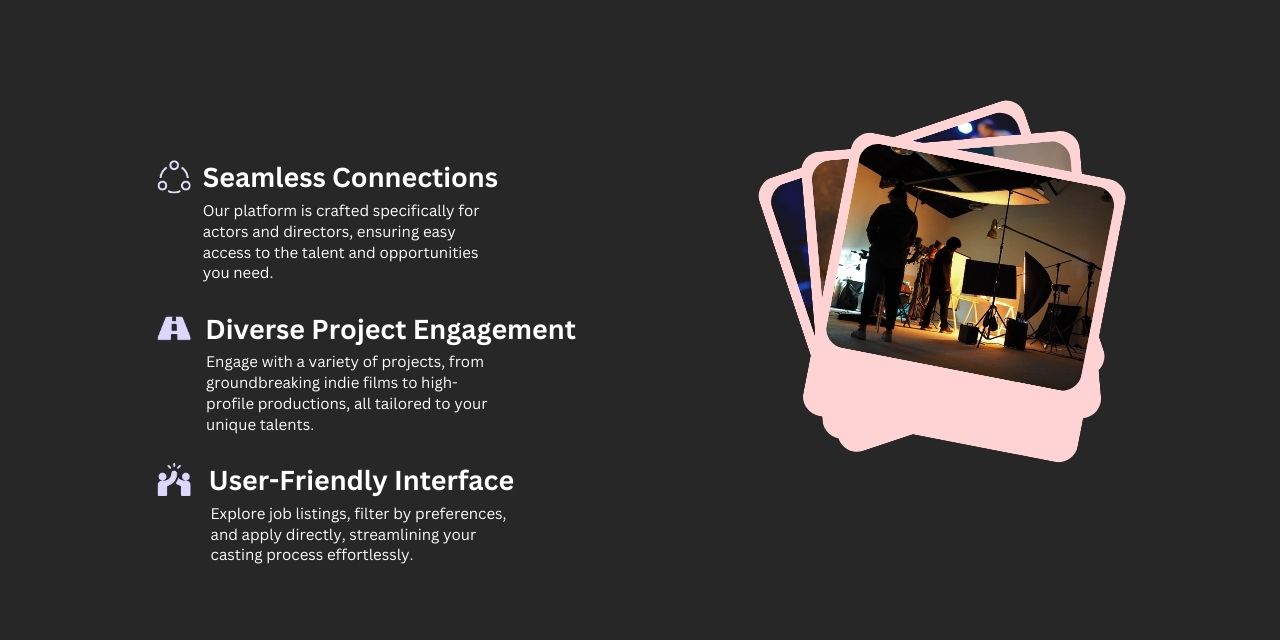 Seamless Connections
Our platform is crafted specifically for
actors and directors, ensuring easy
access to the talent and opportunities
you need.
Diverse Project Engagement
Engage with a variety of projects, from
groundbreaking indie films to high-
profile productions, all tailored to your
unique talents.
User-Friendly Interface
Explore job listings, filter by preferences,
and apply directly, streamlining your
casting process effortlessly.